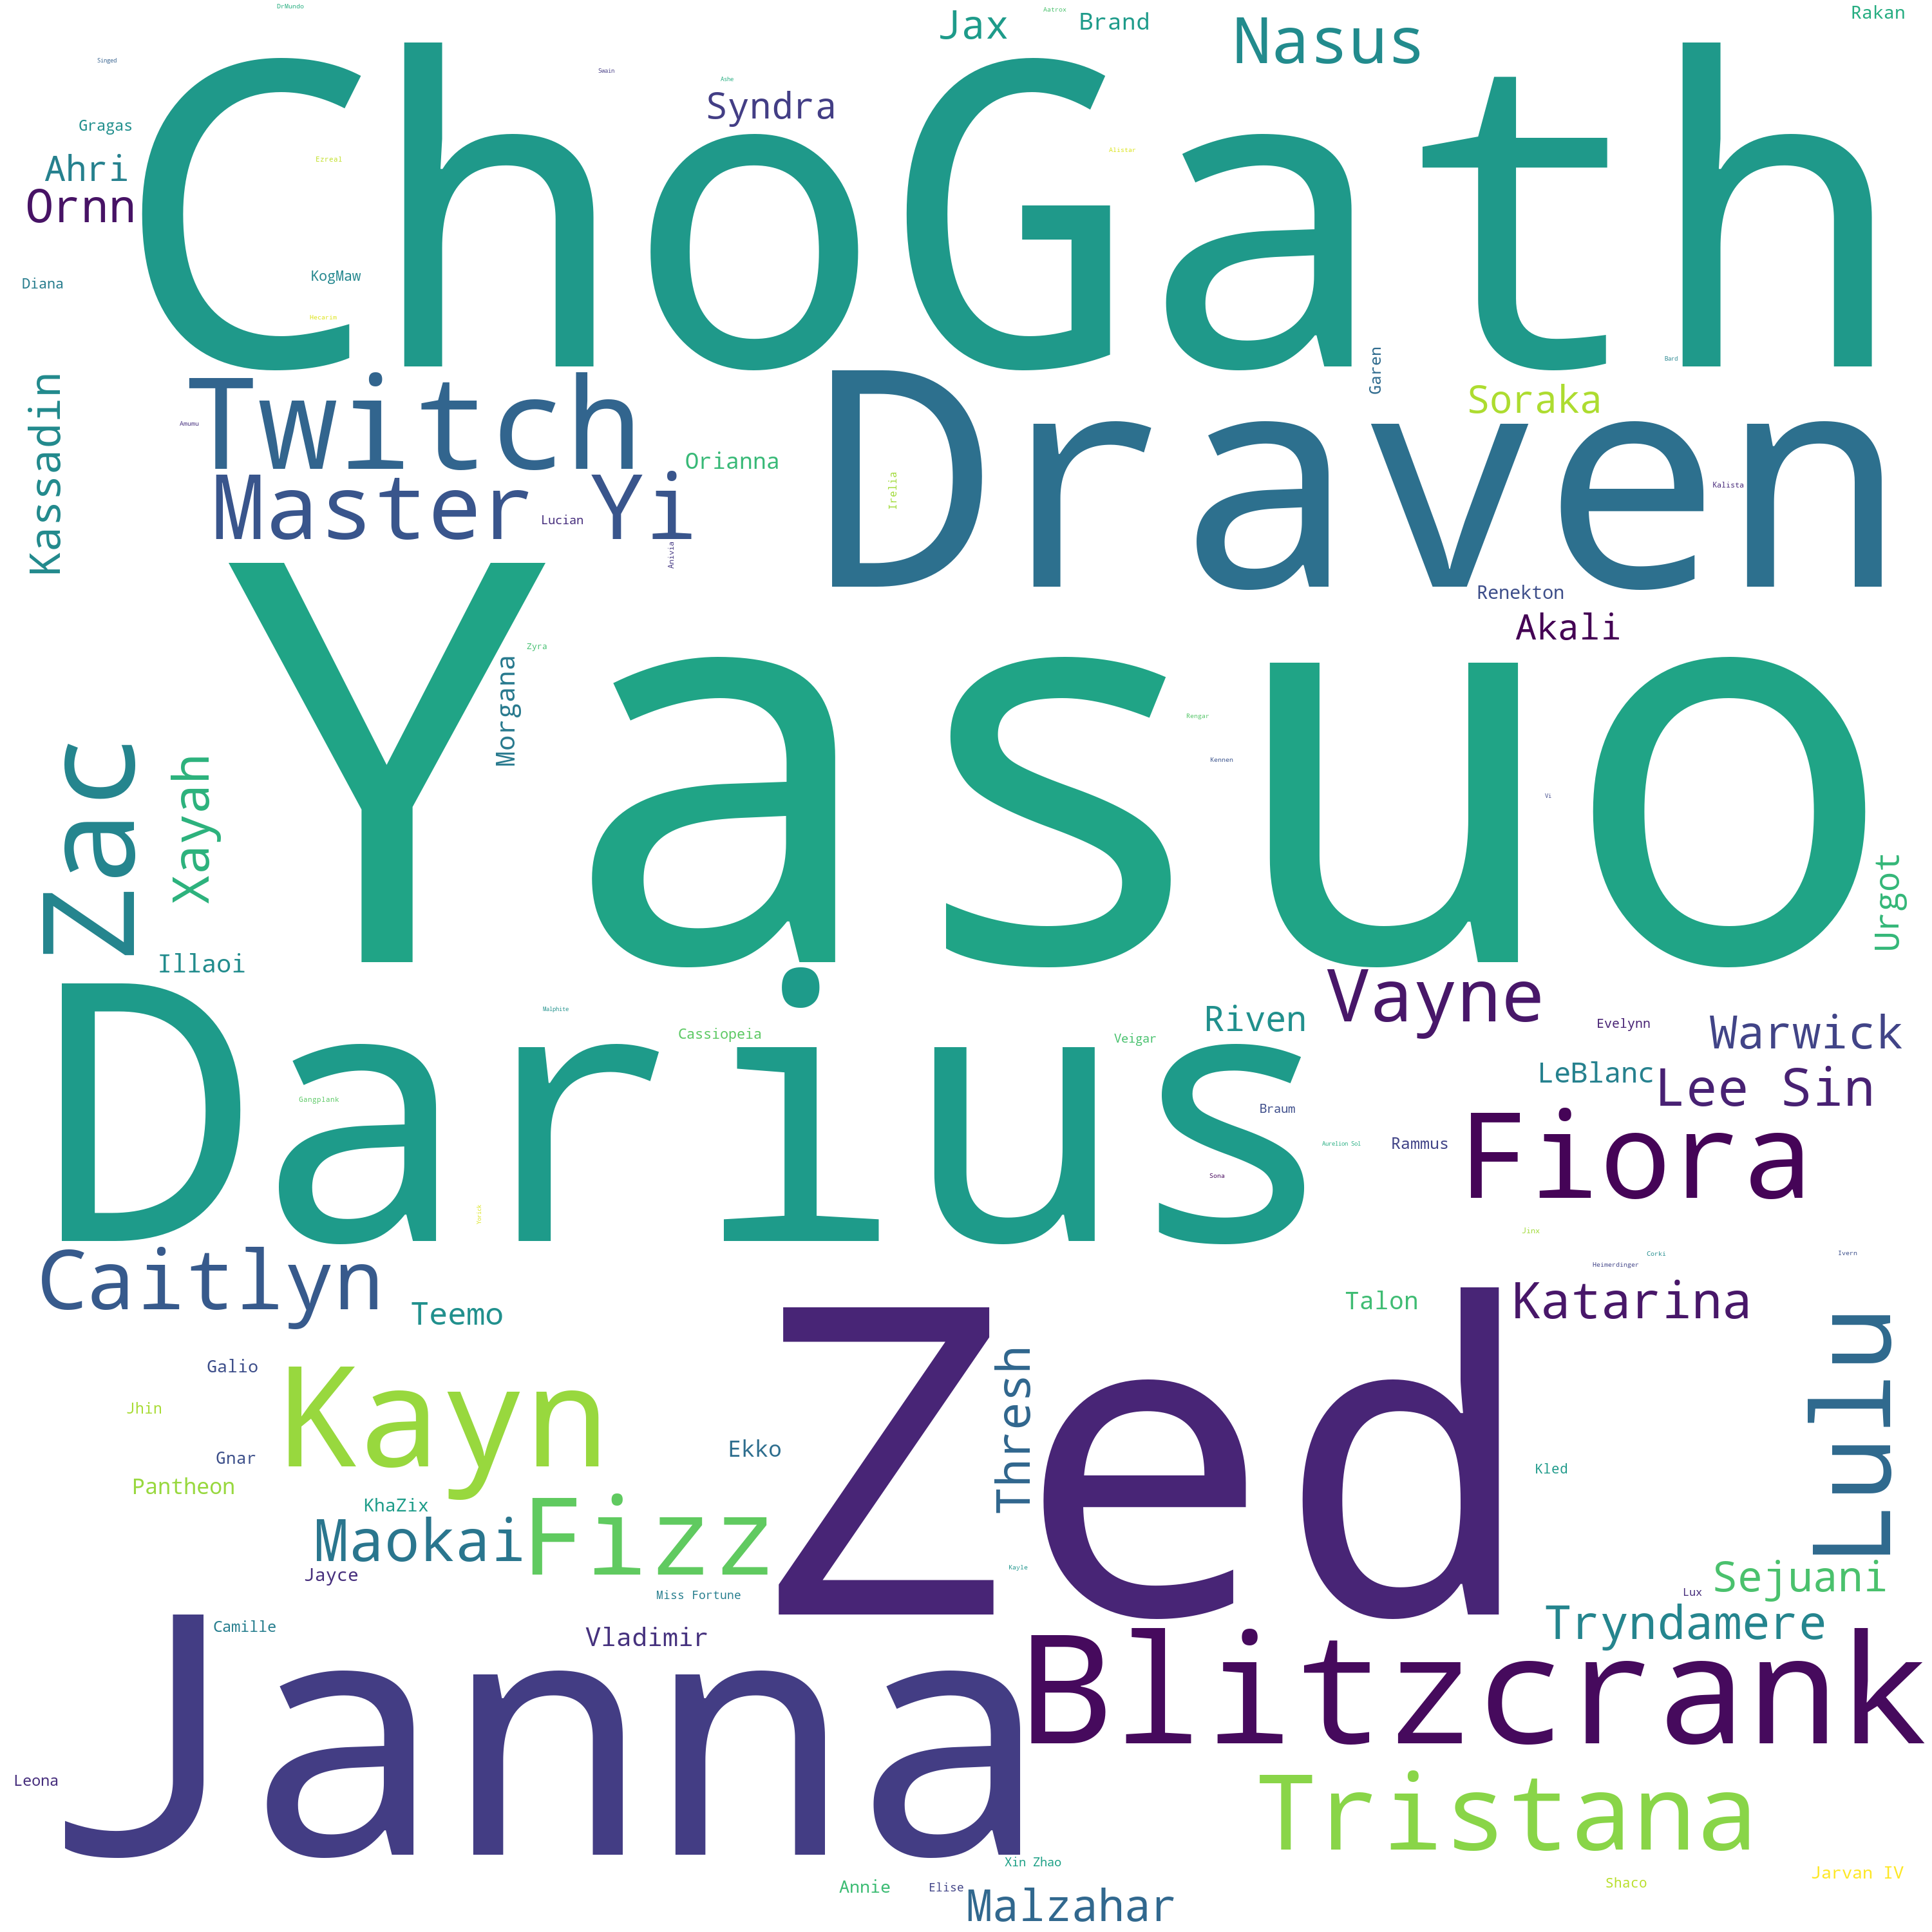 DrMundo
Aatrox
Jax
Brand
Rakan
Nasus
Singed
Swain
Ashe
Syndra
Gragas
ChoGath
Ezreal
Alistar
Ahri
Ornn
Diana
KogMaw
Hecarim
Garen
Bard
Twitch
Soraka
Kassadin
Amumu
Draven
Orianna
Irelia
Kalista
Master Yi
Lucian
Anivia
Renekton
Akali
Zyra
Morgana
Yasuo
Rengar
Kennen
Vi
Zac
Xayah
Urgot
Illaoi
Vayne
Malphite
Riven
Evelynn
Warwick
Cassiopeia
Veigar
LeBlanc
Lee Sin
Darius
Gangplank
Braum
Aurelion Sol
Rammus
Fiora
Sona
Yorick
Jinx
Corki
Ivern
Heimerdinger
Caitlyn
Teemo
Talon
Katarina
Galio
Thresh
Lulu
Jhin
Kayn
Zed
Ekko
Gnar
Kled
Pantheon
KhaZix
Maokai
Fizz
Jayce
Kayle
Sejuani
Miss Fortune
Lux
Camille
Vladimir
Tryndamere
Blitzcrank
Janna
Leona
Tristana
Xin Zhao
Jarvan IV
Annie
Elise
Shaco
Malzahar